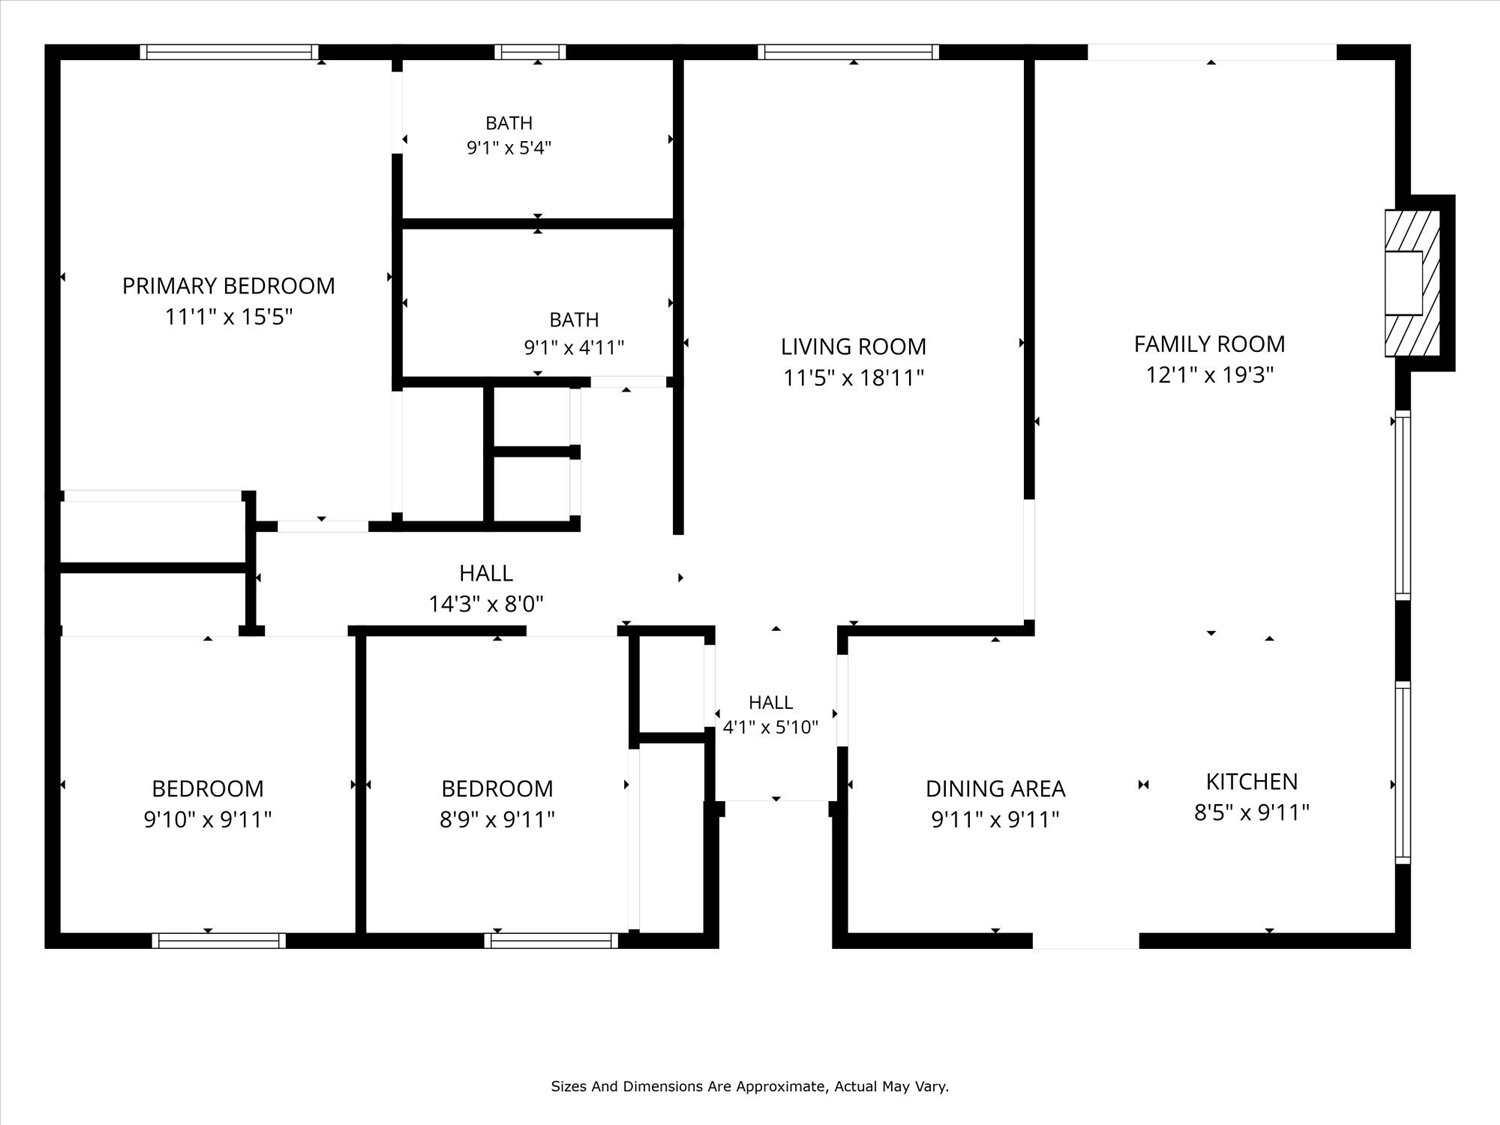 BATH
9'1" x 5'4"
PRIMARY BEDROOM
11'1" x 15'5"
BATH
9'1" x 4'11"
LIVING ROOM
11'5" x 18'11"
FAMILY ROOM
12'1" x 19'3"
HALL
14'3" x 8'0"
HALL
4'1" x 5'10"
BEDROOM
9'10" x 9'11"
BEDROOM
8'9" x 9'11"
DINING AREA
9'11" x 9'11"
KITCHEN
8'5" x 9'11"
Sizes And Dimensions Are Approximate, Actual May Vary.